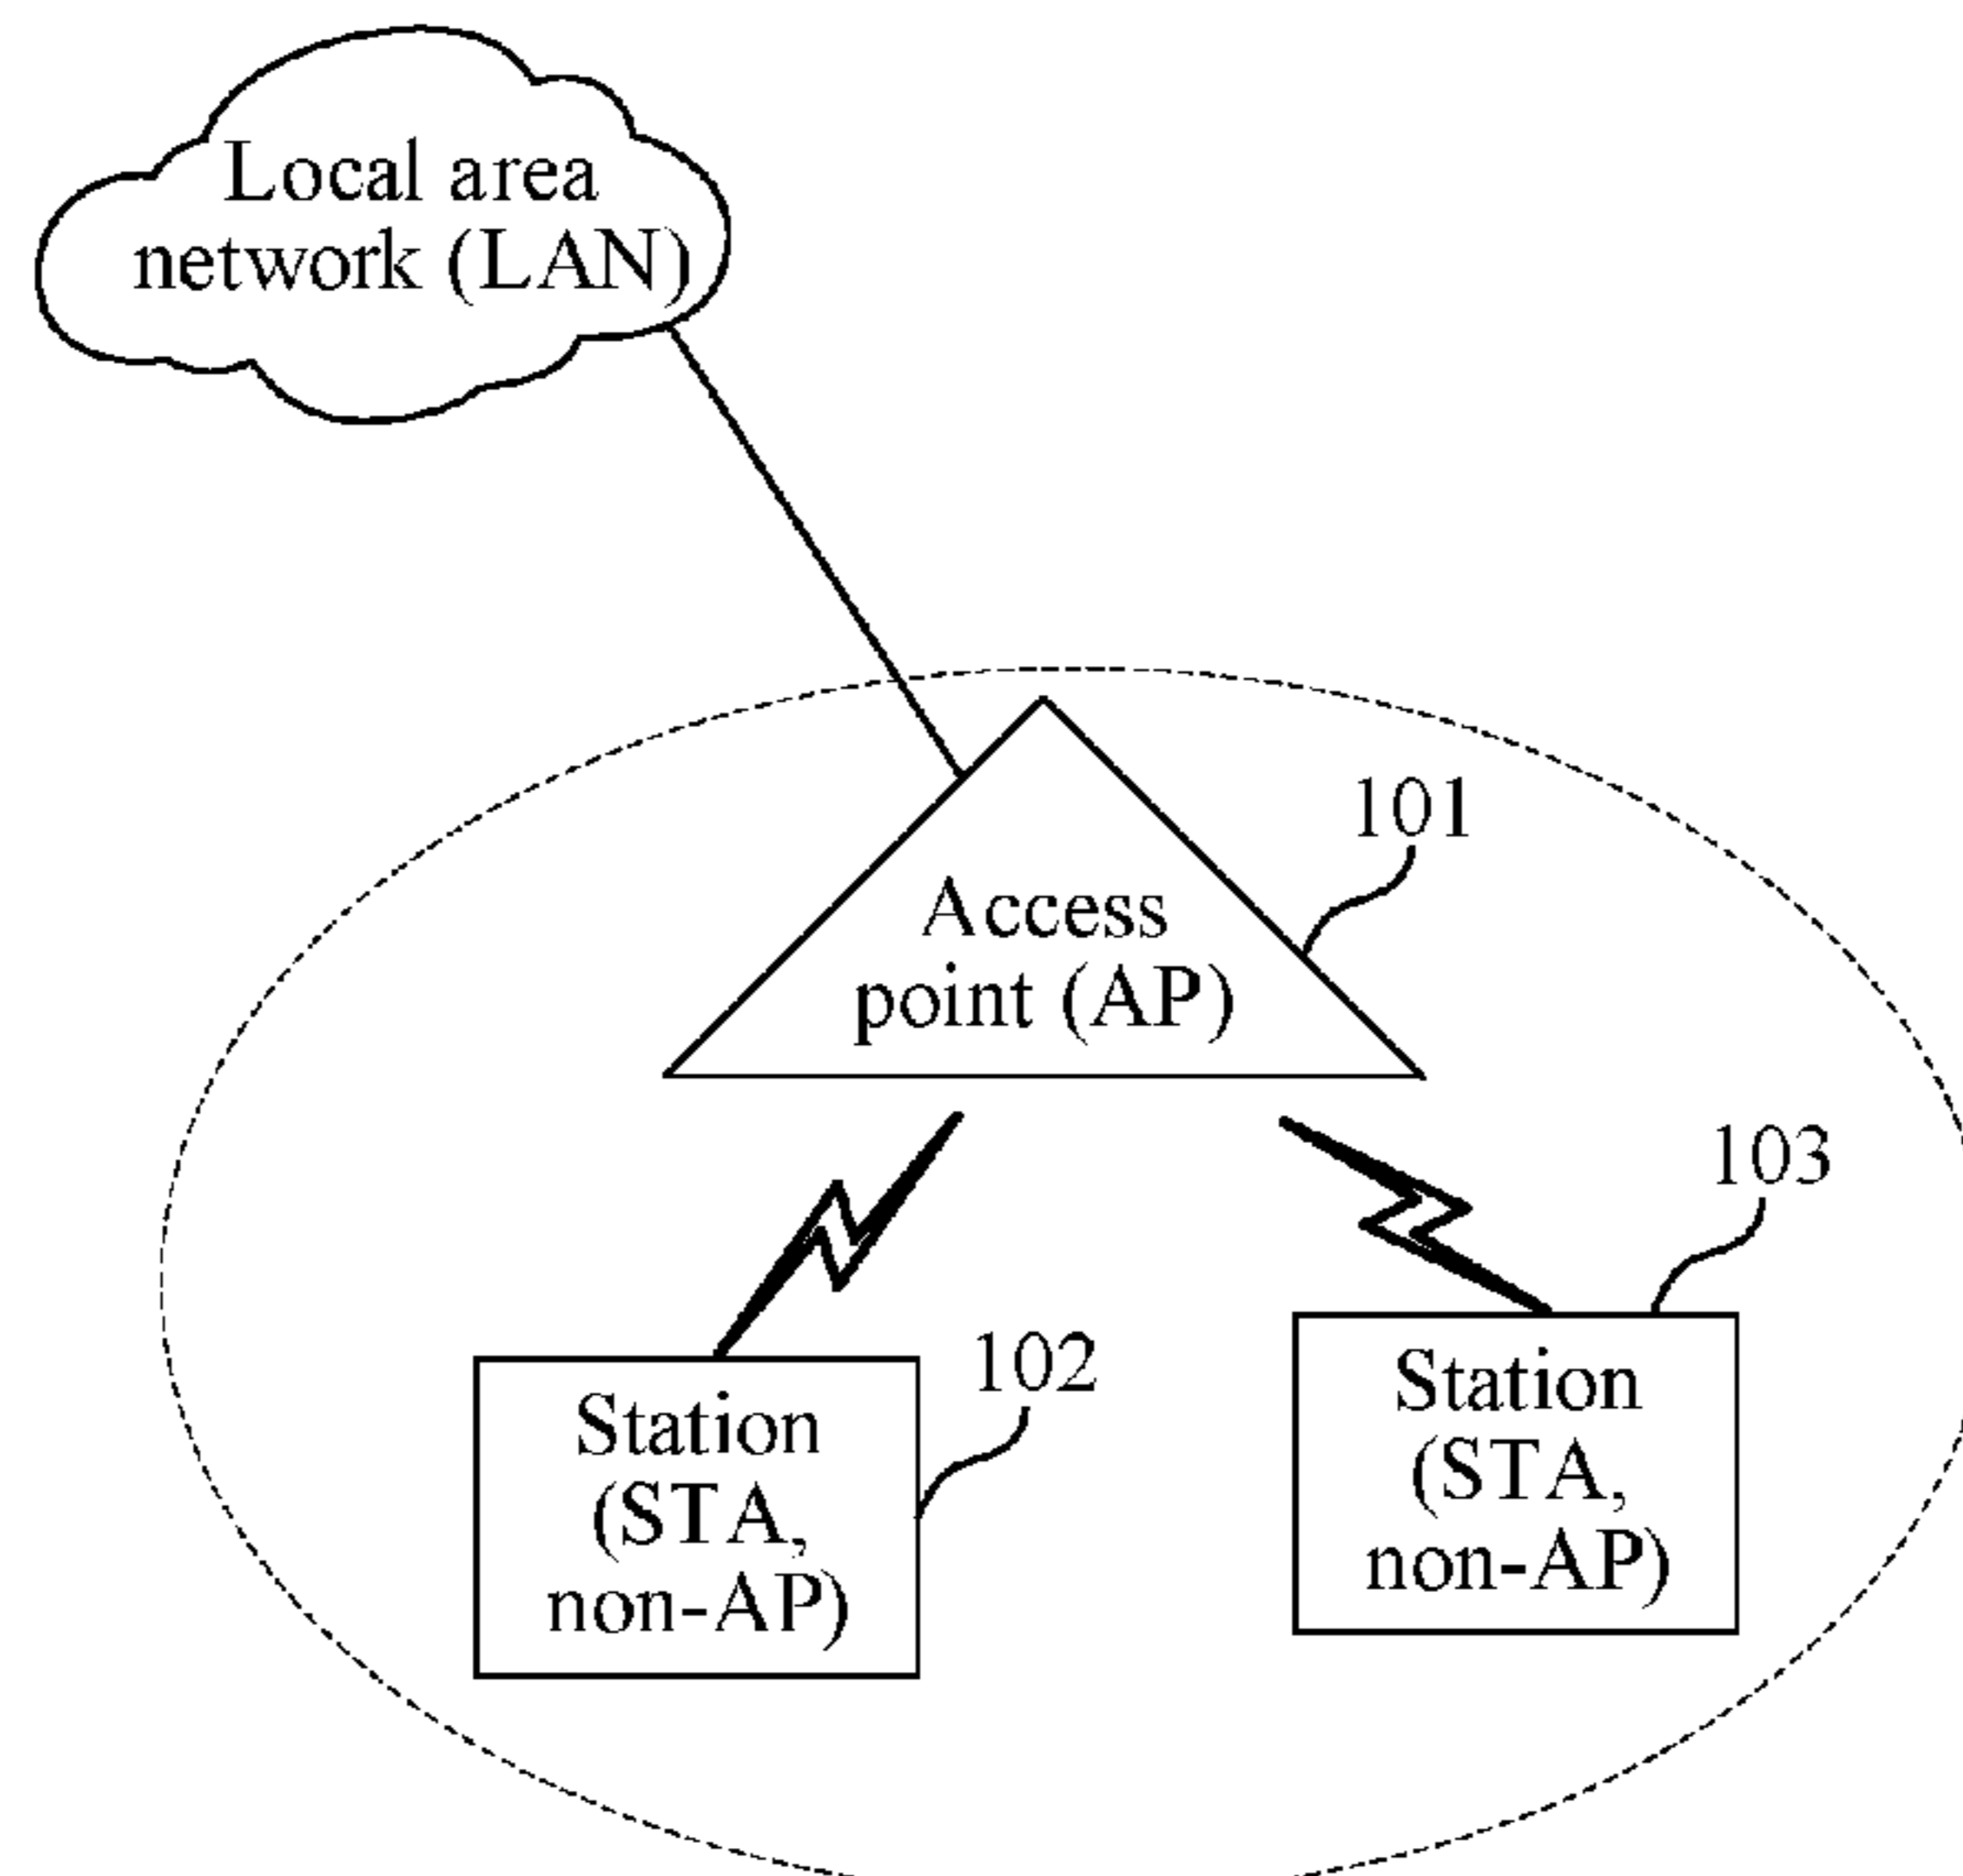 Local area
network (LAN)
101
Access
point (AP)
103
102
Station
(STA,
non-AP)
Station
(STA,
non-AP)